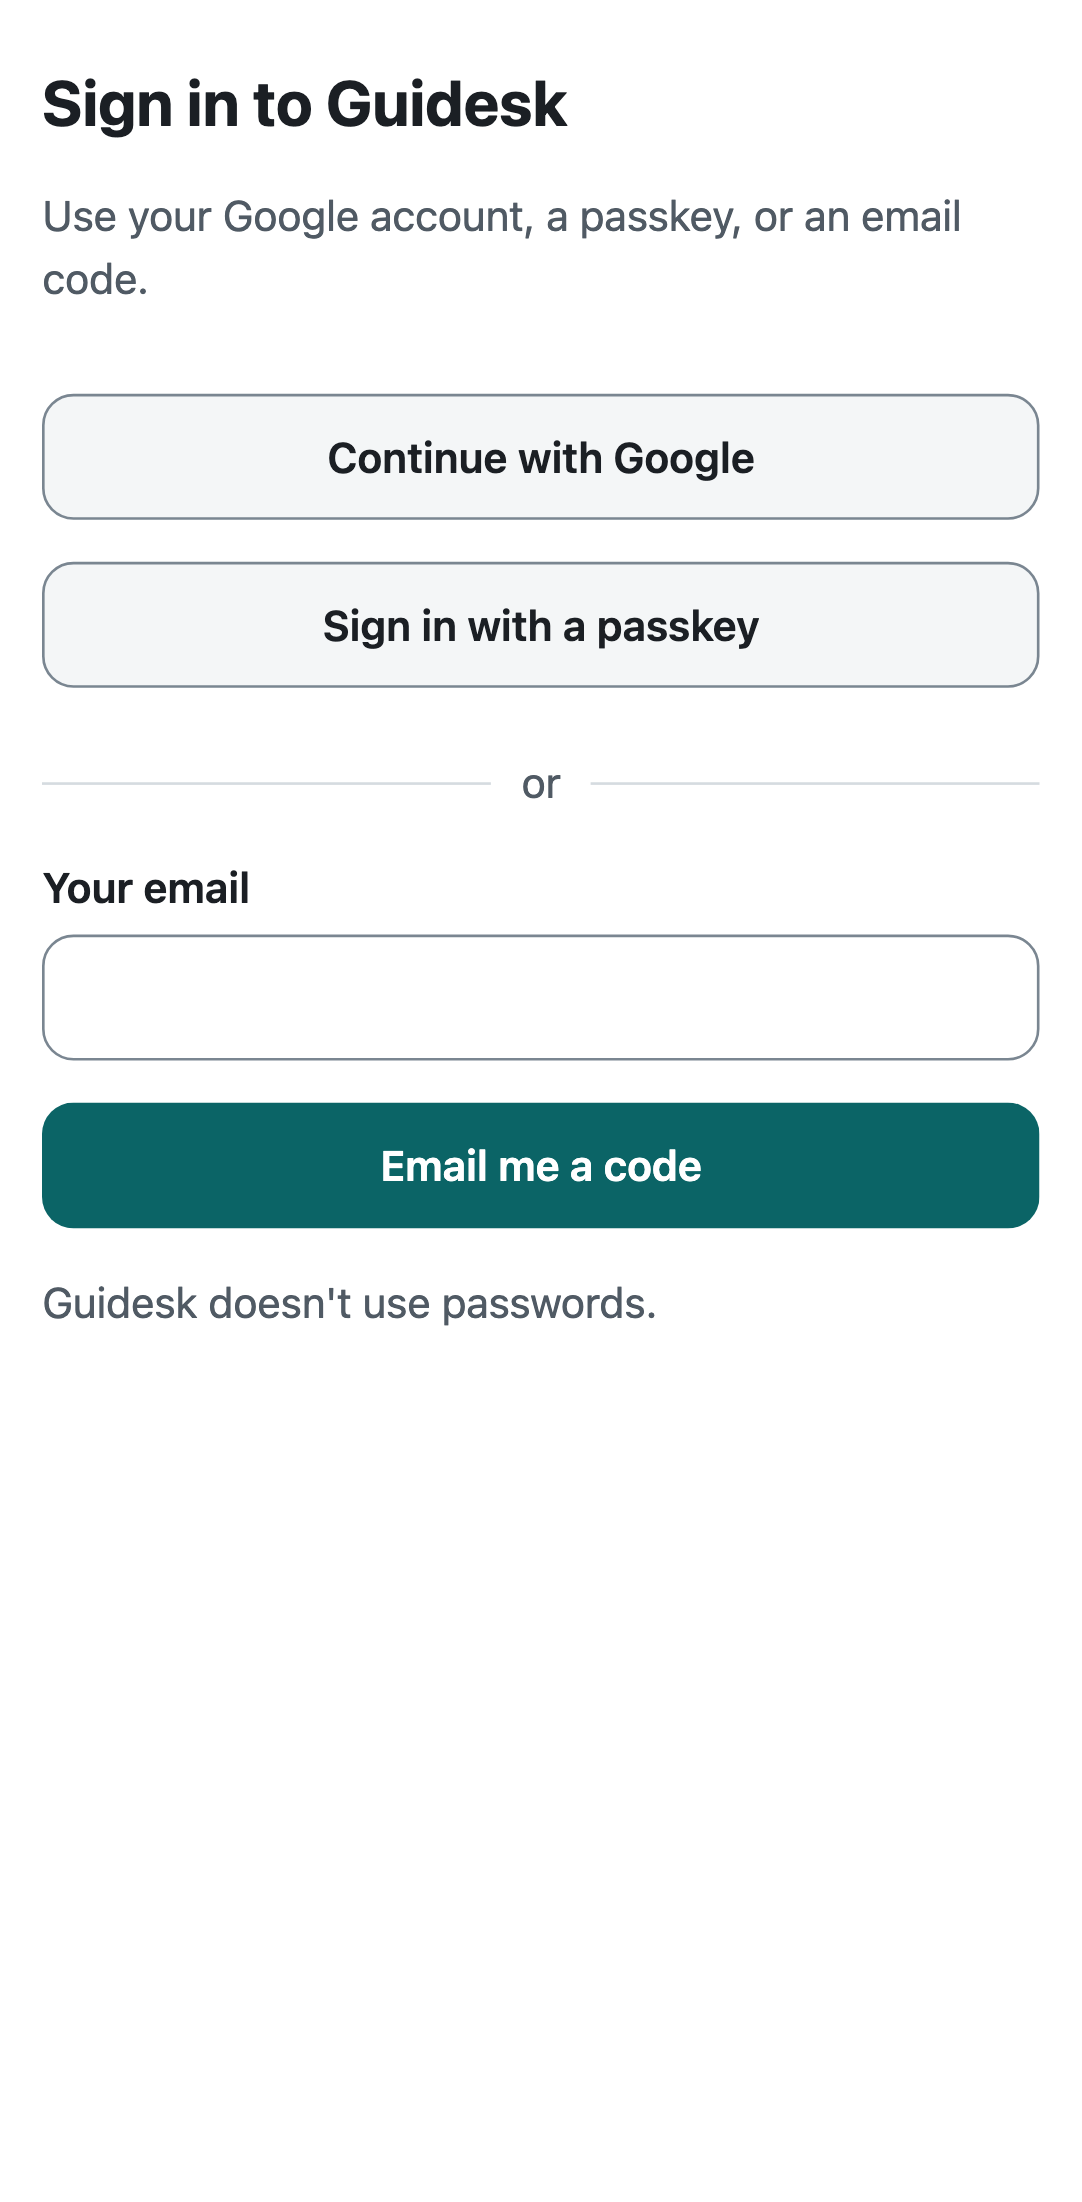 Sign in to Guidesk
Use your Google account, a passkey, or an email
code.
Continue with Google
Sign in with a passkey
or
Your email
Email me a code
Guidesk doesn't use passwords.